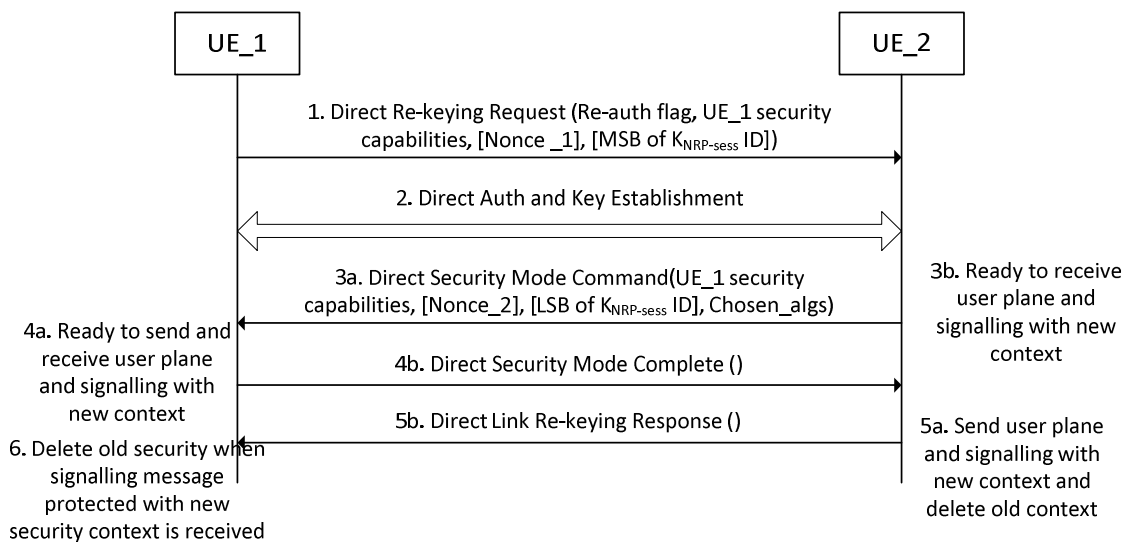 UE_1
UE_2
1. Direct Re-keying Request (Re-auth flag, UE_1 security
capabilities, [Nonce _1], [MSB of KNRP-sess ID])
2. Direct Auth and Key Establishment
3a. Direct Security Mode Command(UE_1 security
capabilities, [Nonce_2], [LSB of KNRP-sess ID], Chosen_algs)
3b. Ready to receive
user plane and
signalling with new
context
4a. Ready to send and
receive user plane
and signalling with
new context
4b. Direct Security Mode Complete ()
5b. Direct Link Re-keying Response ()
5a. Send user plane
and signalling with
new context and
delete old context
6. Delete old security when
signalling message
protected with new
security context is received